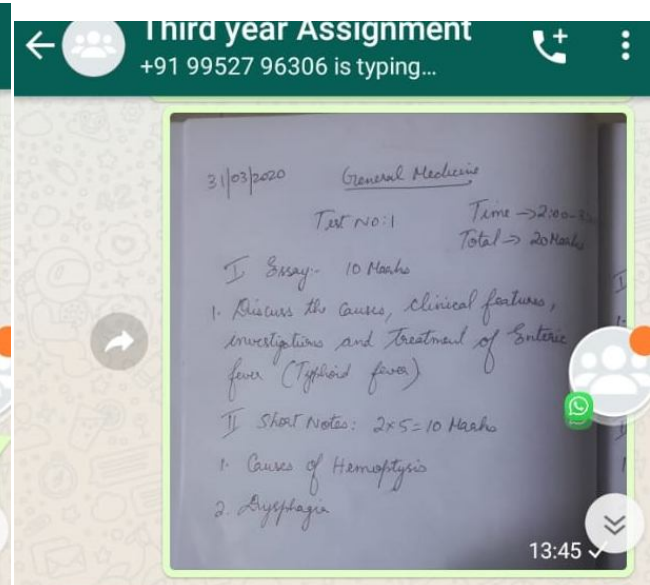 Third year Assignment
+91 99527 96306 is typing...
31/03/2020 General Medicine
Test No:1 Time → 2:00-
Total → 20 Marks
I Essay:- 10 Marks
1. Discuss the causes, clinical features,
investigations and Treatment of Enteric
fever (Typhoid fever)
II Short Notes: 2x5=10 Marks
1. Causes of Hemoptysis
2. Dysphagia
13:45